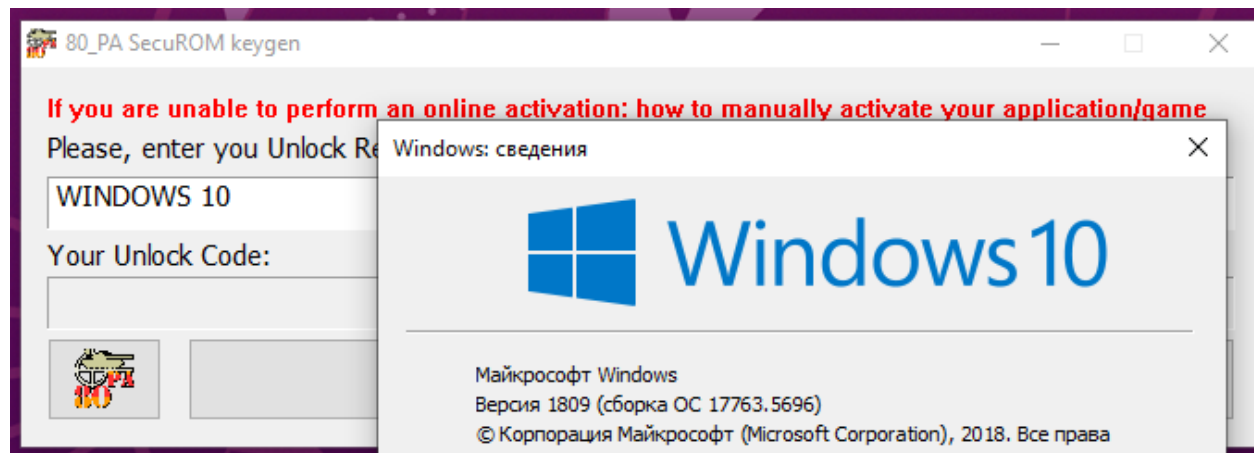 80_PA SecuROM keygen
If you are unable to perform an online activation: how to manually activate your application/game
Please, enter you Unlock Re
Windows: сведения
WINDOWS 10
Windows 10
Your Unlock Code:
80 PA
Майкрософт Windows
Версия 1809 (сборка ОС 17763.5696)
© Корпорация Майкрософт (Microsoft Corporation), 2018. Все права